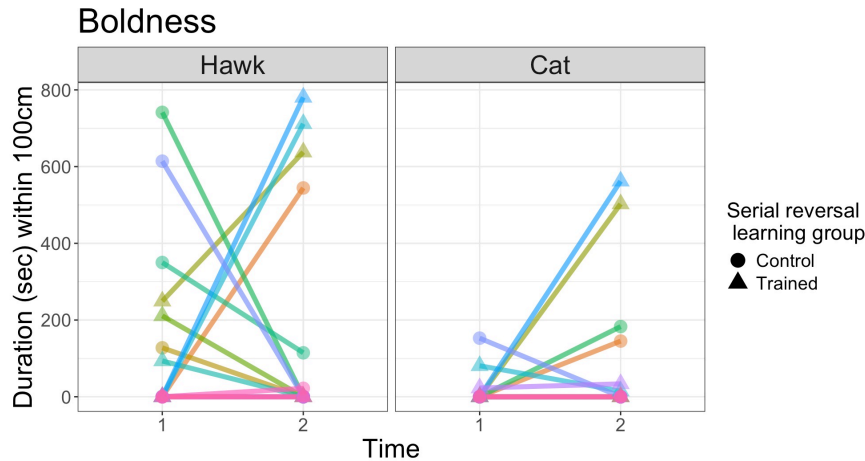 Boldness
Hawk
Cat
Duration (sec) within 100cm
800
600
400
200
0
1
2
1
2
Time
Serial reversal
learning group
Control
Trained